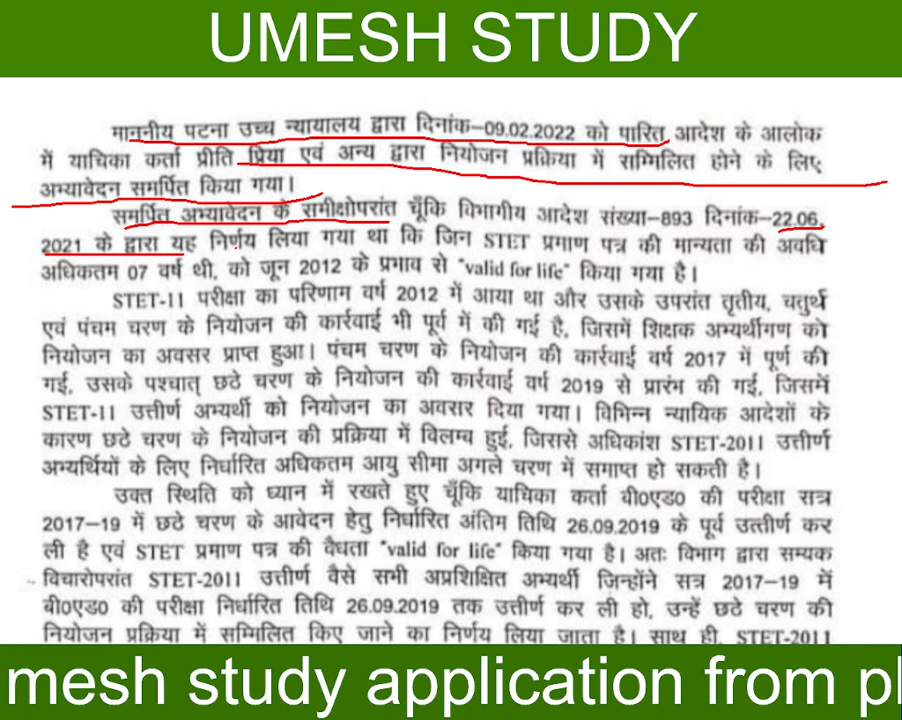 UMESH STUDY
माननीय पटना उच्च न्यायालय द्वारा दिनांक–09.02.2022 को पारित आदेश के आलोक
में याचिका कर्ता प्रीति प्रिया एवं अन्य द्वारा नियोजन प्रक्रिया में सम्मिलित होने के लिए
अभ्यावेदन समर्पित किया गया।
समर्पित अभ्यावेदन के समीक्षोपरांत चूँकि विभागीय आदेश संख्या–893 दिनांक–22.06.
2021 के द्वारा यह निर्णय लिया गया था कि जिन STET प्रमाण पत्र की मान्यता की अवधि
अधिकतम 07 वर्ष थी, को जून 2012 के प्रभाव से "valid for life" किया गया है।
STET-11 परीक्षा का परिणाम वर्ष 2012 में आया था और उसके उपरांत तृतीय, चतुर्थ
एवं पंचम चरण के नियोजन की कार्रवाई भी पूर्व में की गई है, जिसमें शिक्षक अभ्यर्थीगण को
नियोजन का अवसर प्राप्त हुआ। पंचम चरण के नियोजन की कार्रवाई वर्ष 2017 में पूर्ण की
गई, उसके पश्चात् छठे चरण के नियोजन की कार्रवाई वर्ष 2019 से प्रारंभ की गई, जिसमें
STET-11 उत्तीर्ण अभ्यर्थी को नियोजन का अवसर दिया गया। विभिन्न न्यायिक आदेशों के
कारण छठे चरण के नियोजन की प्रक्रिया में विलम्ब हुई, जिससे अधिकांश STET-2011 उत्तीर्ण
अभ्यर्थियों के लिए निर्धारित अधिकतम आयु सीमा अगले चरण में समाप्त हो सकती है।
उक्त स्थिति को ध्यान में रखते हुए चूँकि याचिका कर्ता बी०एड० की परीक्षा सत्र
2017–19 में छठे चरण के आवेदन हेतु निर्धारित अंतिम तिथि 26.09.2019 के पूर्व उत्तीर्ण कर
ली है एवं STET प्रमाण पत्र की वैधता "valid for life" किया गया है। अतः विभाग द्वारा सम्यक
विचारोपरांत STET-2011 उत्तीर्ण वैसे सभी अप्रशिक्षित अभ्यर्थी जिन्होंने सत्र 2017–19 में
बी०एड० की परीक्षा निर्धारित तिथि 26.09.2019 तक उत्तीर्ण कर ली हो, उन्हें छठे चरण की
नियोजन प्रक्रिया में सम्मिलित किए जाने का निर्णय लिया जाता है। साथ ही, STET-2011
mesh study application from pl